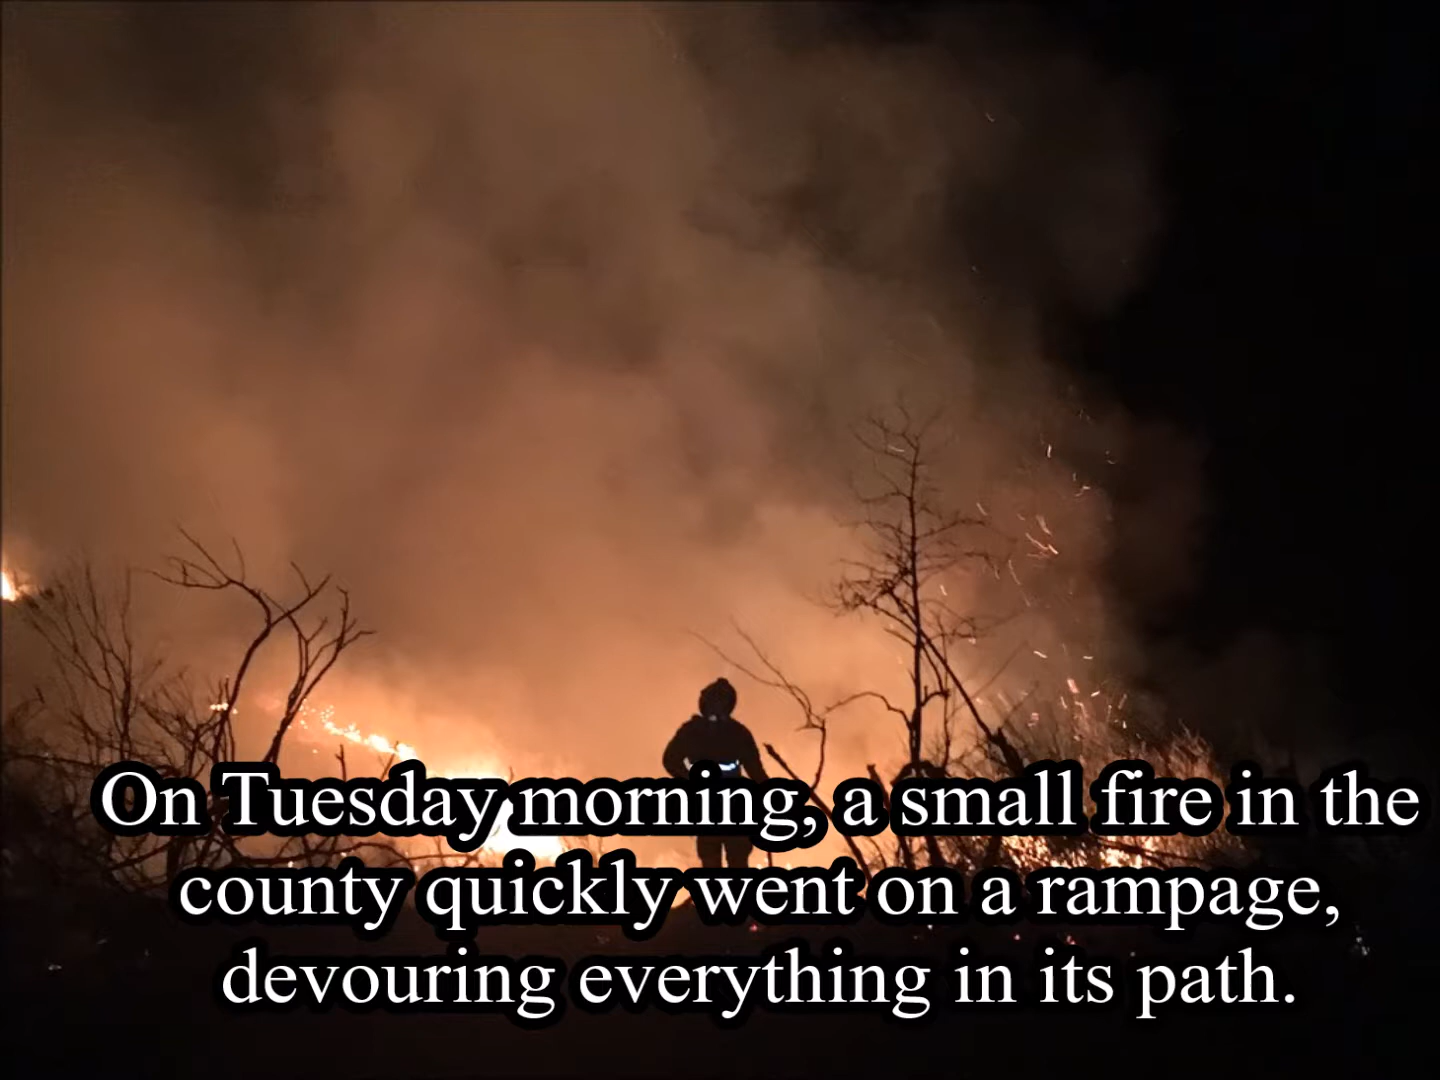 On Tuesday morning, a small fire in the
county quickly went on a rampage,
devouring everything in its path.